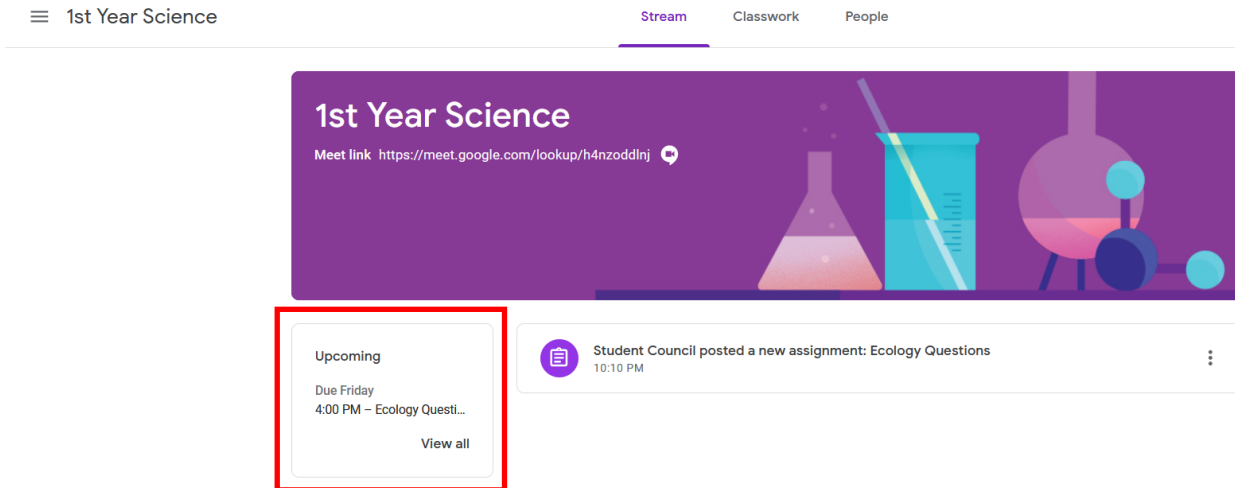 1st Year Science
Stream
Classwork
People
1st Year Science
Meet link https://meet.google.com/lookup/h4nzoddlnj
Upcoming
Due Friday
4:00 PM – Ecology Questi...
View all
Student Council posted a new assignment: Ecology Questions
10:10 PM